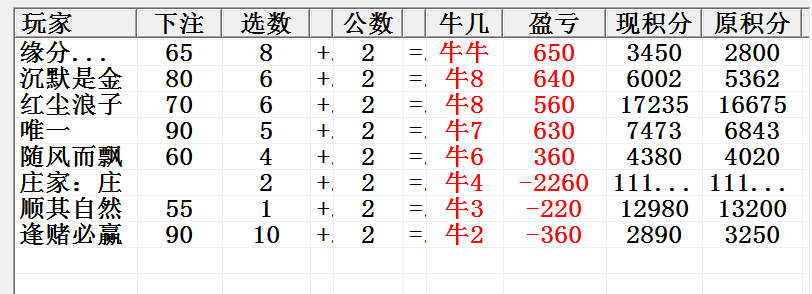 玩家 下注 选数 公数 牛几 盈亏 现积分 原积分
缘分... 65 8 +. 2 =. 牛牛 650 3450 2800
沉默是金 80 6 +. 2 =. 牛8 640 6002 5362
红尘浪子 70 6 +. 2 =. 牛8 560 17235 16675
唯一 90 5 +. 2 =. 牛7 630 7473 6843
随风而飘 60 4 +. 2 =. 牛6 360 4380 4020
庄家：庄 2 +. 2 =. 牛4 -2260 111... 111...
顺其自然 55 1 +. 2 =. 牛3 -220 12980 13200
逢赌必赢 90 10 +. 2 =. 牛2 -360 2890 3250